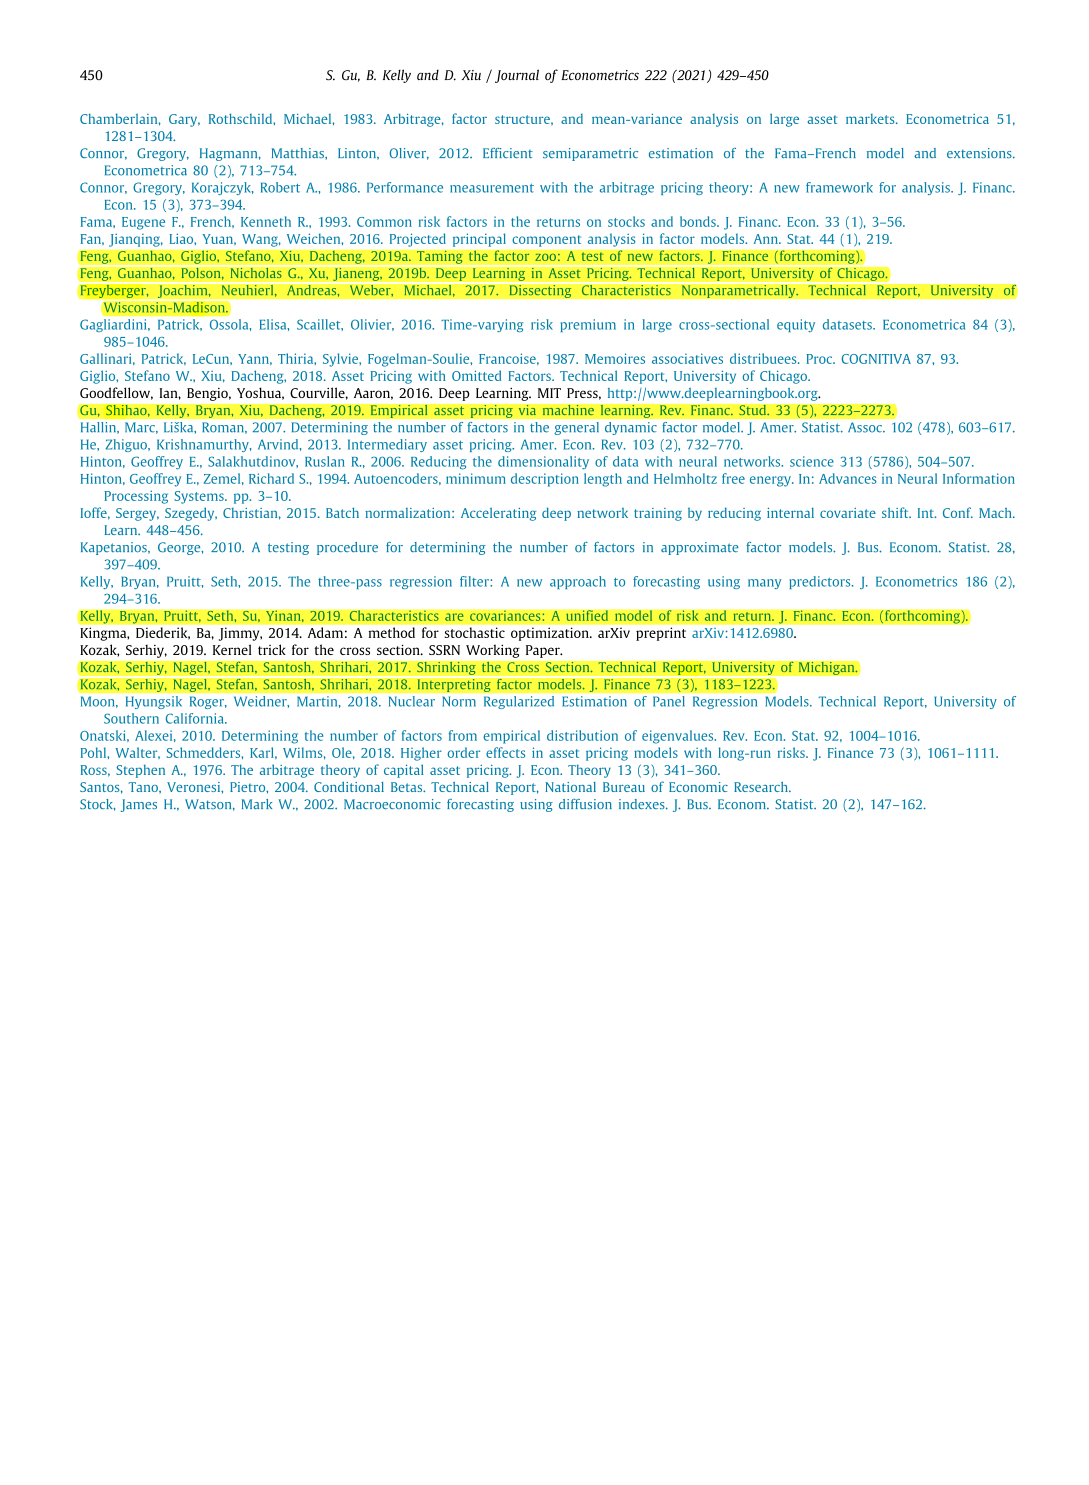 450
S. Gu, B. Kelly and D. Xiu / Journal of Econometrics 222 (2021) 429–450
Chamberlain, Gary, Rothschild, Michael, 1983. Arbitrage, factor structure, and mean-variance analysis on large asset markets. Econometrica 51,
1281–1304.
Connor, Gregory, Hagmann, Matthias, Linton, Oliver, 2012. Efficient semiparametric estimation of the Fama–French model and extensions.
Econometrica 80 (2), 713–754.
Connor, Gregory, Korajczyk, Robert A., 1986. Performance measurement with the arbitrage pricing theory: A new framework for analysis. J. Financ.
Econ. 15 (3), 373–394.
Fama, Eugene F., French, Kenneth R., 1993. Common risk factors in the returns on stocks and bonds. J. Financ. Econ. 33 (1), 3–56.
Fan, Jianqing, Liao, Yuan, Wang, Weichen, 2016. Projected principal component analysis in factor models. Ann. Stat. 44 (1), 219.
Feng, Guanhao, Giglio, Stefano, Xiu, Dacheng, 2019a. Taming the factor zoo: A test of new factors. J. Finance (forthcoming).
Feng, Guanhao, Polson, Nicholas G., Xu, Jianeng, 2019b. Deep Learning in Asset Pricing. Technical Report, University of Chicago.
Freyberger, Joachim, Neuhierl, Andreas, Weber, Michael, 2017. Dissecting Characteristics Nonparametrically. Technical Report, University of
Wisconsin-Madison.
Gagliardini, Patrick, Ossola, Elisa, Scaillet, Olivier, 2016. Time-varying risk premium in large cross-sectional equity datasets. Econometrica 84 (3),
985–1046.
Gallinari, Patrick, LeCun, Yann, Thiria, Sylvie, Fogelman-Soulie, Francoise, 1987. Memoires associatives distribuees. Proc. COGNITIVA 87, 93.
Giglio, Stefano W., Xiu, Dacheng, 2018. Asset Pricing with Omitted Factors. Technical Report, University of Chicago.
Goodfellow, Ian, Bengio, Yoshua, Courville, Aaron, 2016. Deep Learning. MIT Press, http://www.deeplearningbook.org.
Gu, Shihao, Kelly, Bryan, Xiu, Dacheng, 2019. Empirical asset pricing via machine learning. Rev. Financ. Stud. 33 (5), 2223–2273.
Hallin, Marc, Liška, Roman, 2007. Determining the number of factors in the general dynamic factor model. J. Amer. Statist. Assoc. 102 (478), 603–617.
He, Zhiguo, Krishnamurthy, Arvind, 2013. Intermediary asset pricing. Amer. Econ. Rev. 103 (2), 732–770.
Hinton, Geoffrey E., Salakhutdinov, Ruslan R., 2006. Reducing the dimensionality of data with neural networks. science 313 (5786), 504–507.
Hinton, Geoffrey E., Zemel, Richard S., 1994. Autoencoders, minimum description length and Helmholtz free energy. In: Advances in Neural Information
Processing Systems. pp. 3–10.
Ioffe, Sergey, Szegedy, Christian, 2015. Batch normalization: Accelerating deep network training by reducing internal covariate shift. Int. Conf. Mach.
Learn. 448–456.
Kapetanios, George, 2010. A testing procedure for determining the number of factors in approximate factor models. J. Bus. Econom. Statist. 28,
397–409.
Kelly, Bryan, Pruitt, Seth, 2015. The three-pass regression filter: A new approach to forecasting using many predictors. J. Econometrics 186 (2),
294–316.
Kelly, Bryan, Pruitt, Seth, Su, Yinan, 2019. Characteristics are covariances: A unified model of risk and return. J. Financ. Econ. (forthcoming).
Kingma, Diederik, Ba, Jimmy, 2014. Adam: A method for stochastic optimization. arXiv preprint arXiv:1412.6980.
Kozak, Serhiy, 2019. Kernel trick for the cross section. SSRN Working Paper.
Kozak, Serhiy, Nagel, Stefan, Santosh, Shrihari, 2017. Shrinking the Cross Section. Technical Report, University of Michigan.
Kozak, Serhiy, Nagel, Stefan, Santosh, Shrihari, 2018. Interpreting factor models. J. Finance 73 (3), 1183–1223.
Moon, Hyungsik Roger, Weidner, Martin, 2018. Nuclear Norm Regularized Estimation of Panel Regression Models. Technical Report, University of
Southern California.
Onatski, Alexei, 2010. Determining the number of factors from empirical distribution of eigenvalues. Rev. Econ. Stat. 92, 1004–1016.
Pohl, Walter, Schmedders, Karl, Wilms, Ole, 2018. Higher order effects in asset pricing models with long-run risks. J. Finance 73 (3), 1061–1111.
Ross, Stephen A., 1976. The arbitrage theory of capital asset pricing. J. Econ. Theory 13 (3), 341–360.
Santos, Tano, Veronesi, Pietro, 2004. Conditional Betas. Technical Report, National Bureau of Economic Research.
Stock, James H., Watson, Mark W., 2002. Macroeconomic forecasting using diffusion indexes. J. Bus. Econom. Statist. 20 (2), 147–162.